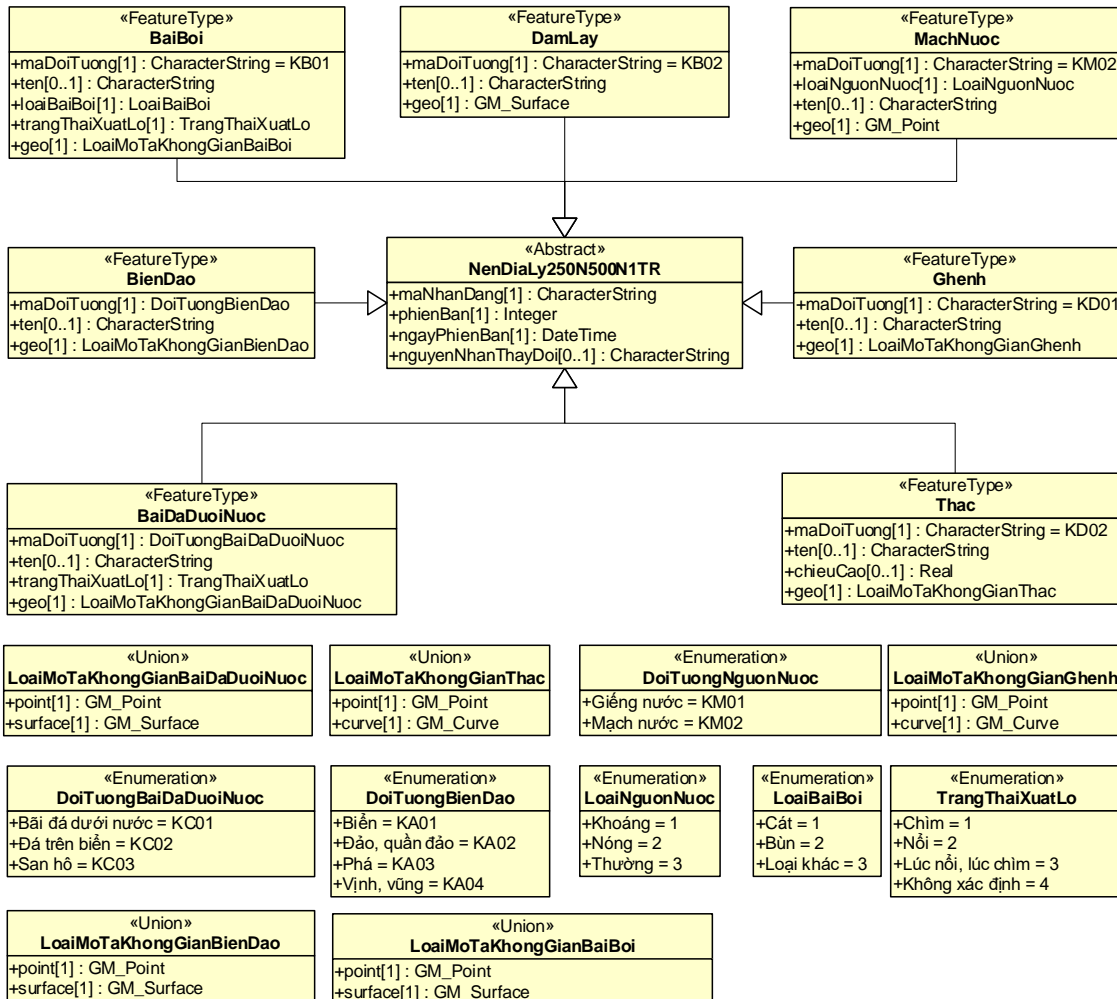 «FeatureType»
BaiBoi
+maDoiTuong[1] : CharacterString = KB01
+ten[0..1] : CharacterString
+loaiBaiBoi[1] : LoaiBaiBoi
+trangThaiXuatLo[1] : TrangThaiXuatLo
+geo[1] : LoaiMoTaKhongGianBaiBoi
«FeatureType»
DamLay
+maDoiTuong[1] : CharacterString = KB02
+ten[0..1] : CharacterString
+geo[1] : GM_Surface
«FeatureType»
MachNuoc
+maDoiTuong[1] : CharacterString = KM02
+loaiNguonNuoc[1] : LoaiNguonNuoc
+ten[0..1] : CharacterString
+geo[1] : GM_Point
«FeatureType»
BienDao
+maDoiTuong[1] : DoiTuongBienDao
+ten[0..1] : CharacterString
+geo[1] : LoaiMoTaKhongGianBienDao
«Abstract»
NenDiaLy250N500N1TR
+maNhanDang[1] : CharacterString
+phienBan[1] : Integer
+ngayPhienBan[1] : DateTime
+nguyenNhanThayDoi[0..1] : CharacterString
«FeatureType»
Ghenh
+maDoiTuong[1] : CharacterString = KD01
+ten[0..1] : CharacterString
+geo[1] : LoaiMoTaKhongGianGhenh
«FeatureType»
BaiDaDuoiNuoc
+maDoiTuong[1] : DoiTuongBaiDaDuoiNuoc
+ten[0..1] : CharacterString
+trangThaiXuatLo[1] : TrangThaiXuatLo
+geo[1] : LoaiMoTaKhongGianBaiDaDuoiNuoc
«FeatureType»
Thac
+maDoiTuong[1] : CharacterString = KD02
+ten[0..1] : CharacterString
+chieuCao[0..1] : Real
+geo[1] : LoaiMoTaKhongGianThac
«Union»
LoaiMoTaKhongGianBaiDaDuoiNuoc
+point[1] : GM_Point
+surface[1] : GM_Surface
«Union»
LoaiMoTaKhongGianThac
+point[1] : GM_Point
+curve[1] : GM_Curve
«Enumeration»
DoiTuongNguonNuoc
+Giếng nước = KM01
+Mạch nước = KM02
«Union»
LoaiMoTaKhongGianGhenh
+point[1] : GM_Point
+curve[1] : GM_Curve
«Enumeration»
DoiTuongBaiDaDuoiNuoc
+Bãi đá dưới nước = KC01
+Đá trên biển = KC02
+San hô = KC03
«Enumeration»
DoiTuongBienDao
+Biển = KA01
+Đảo, quần đảo = KA02
+Phá = KA03
+Vịnh, vũng = KA04
«Enumeration»
LoaiNguonNuoc
+Khoáng = 1
+Nóng = 2
+Thường = 3
«Enumeration»
LoaiBaiBoi
+Cát = 1
+Bùn = 2
+Loại khác = 3
«Enumeration»
TrangThaiXuatLo
+Chìm = 1
+Nổi = 2
+Lúc nổi, lúc chìm = 3
+Không xác định = 4
«Union»
LoaiMoTaKhongGianBienDao
+point[1] : GM_Point
+surface[1] : GM_Surface
«Union»
LoaiMoTaKhongGianBaiBoi
+point[1] : GM_Point
+surface[1] : GM_Surface